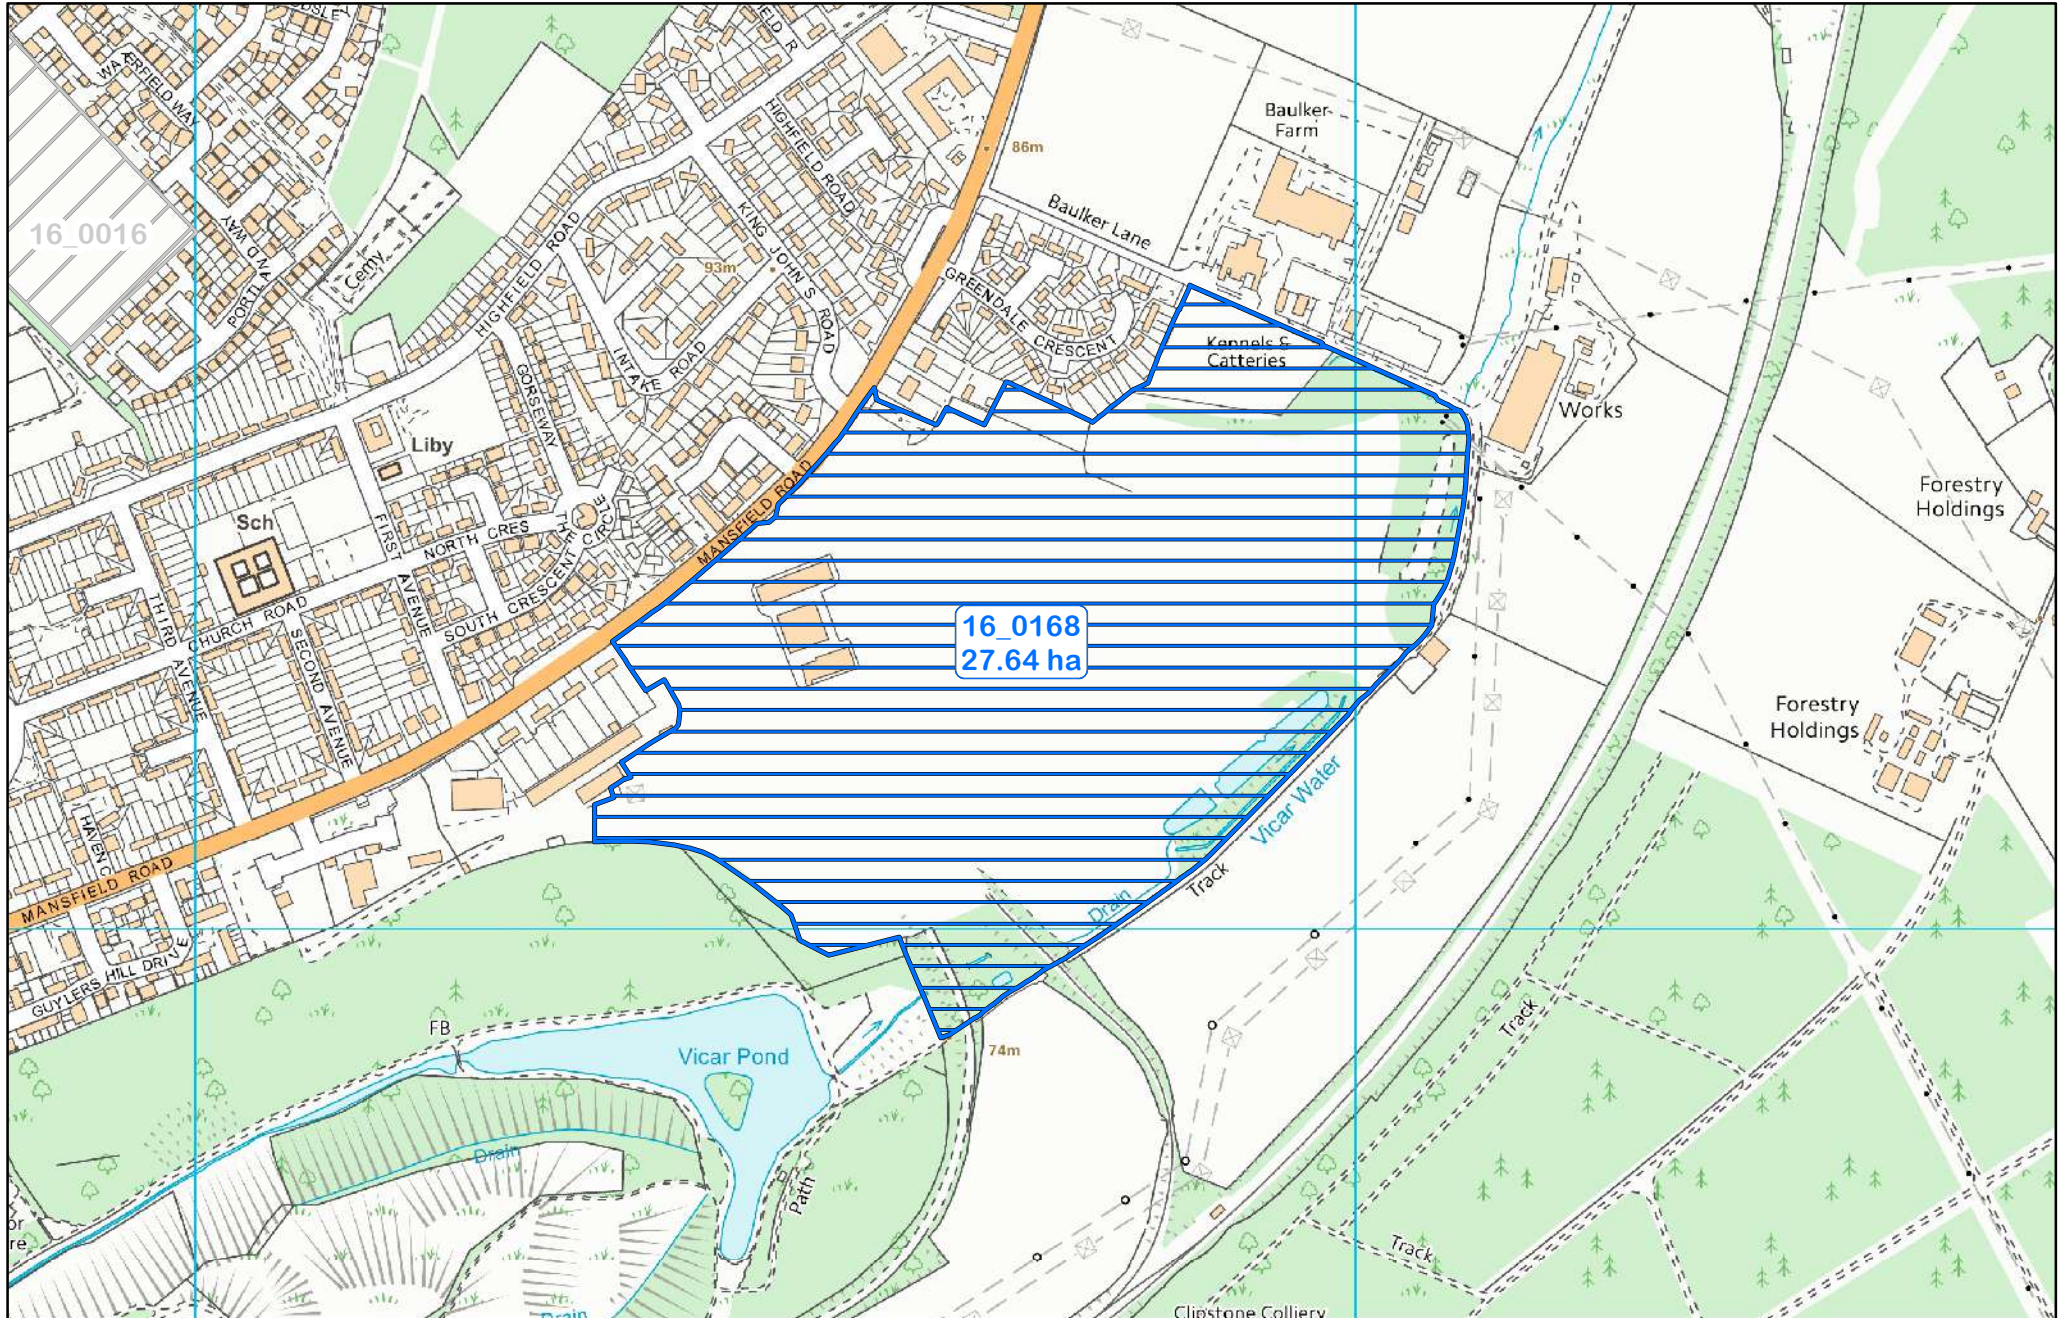 WATERFIELD WAY
16_0016
PORTLAND WAY
Cemy
HIGHFIELD ROAD
HIGHFIELD ROAD
KING JOHN'S ROAD
93m
INTAKE ROAD
GORSEWAY
86m
Baulker Lane
Baulker
Farm
GREENDALE
CRESCENT
Kennels &
Catteries
Works
Forestry
Holdings
Forestry
Holdings
Liby
Sch
FIRST AVENUE
NORTH CRES
THE CIRCLE
SOUTH CRESCENT
CHURCH ROAD
THIRD AVENUE
SECOND AVENUE
MANSFIELD ROAD
16_0168
27.64 ha
HAVEN C
MANSFIELD ROAD
GUYLERS HILL DRIVE
Vicar Water
Drain
Track
FB
Vicar Pond
74m
Drain
Path
Track
Track
Drain
Clipstone Colliery